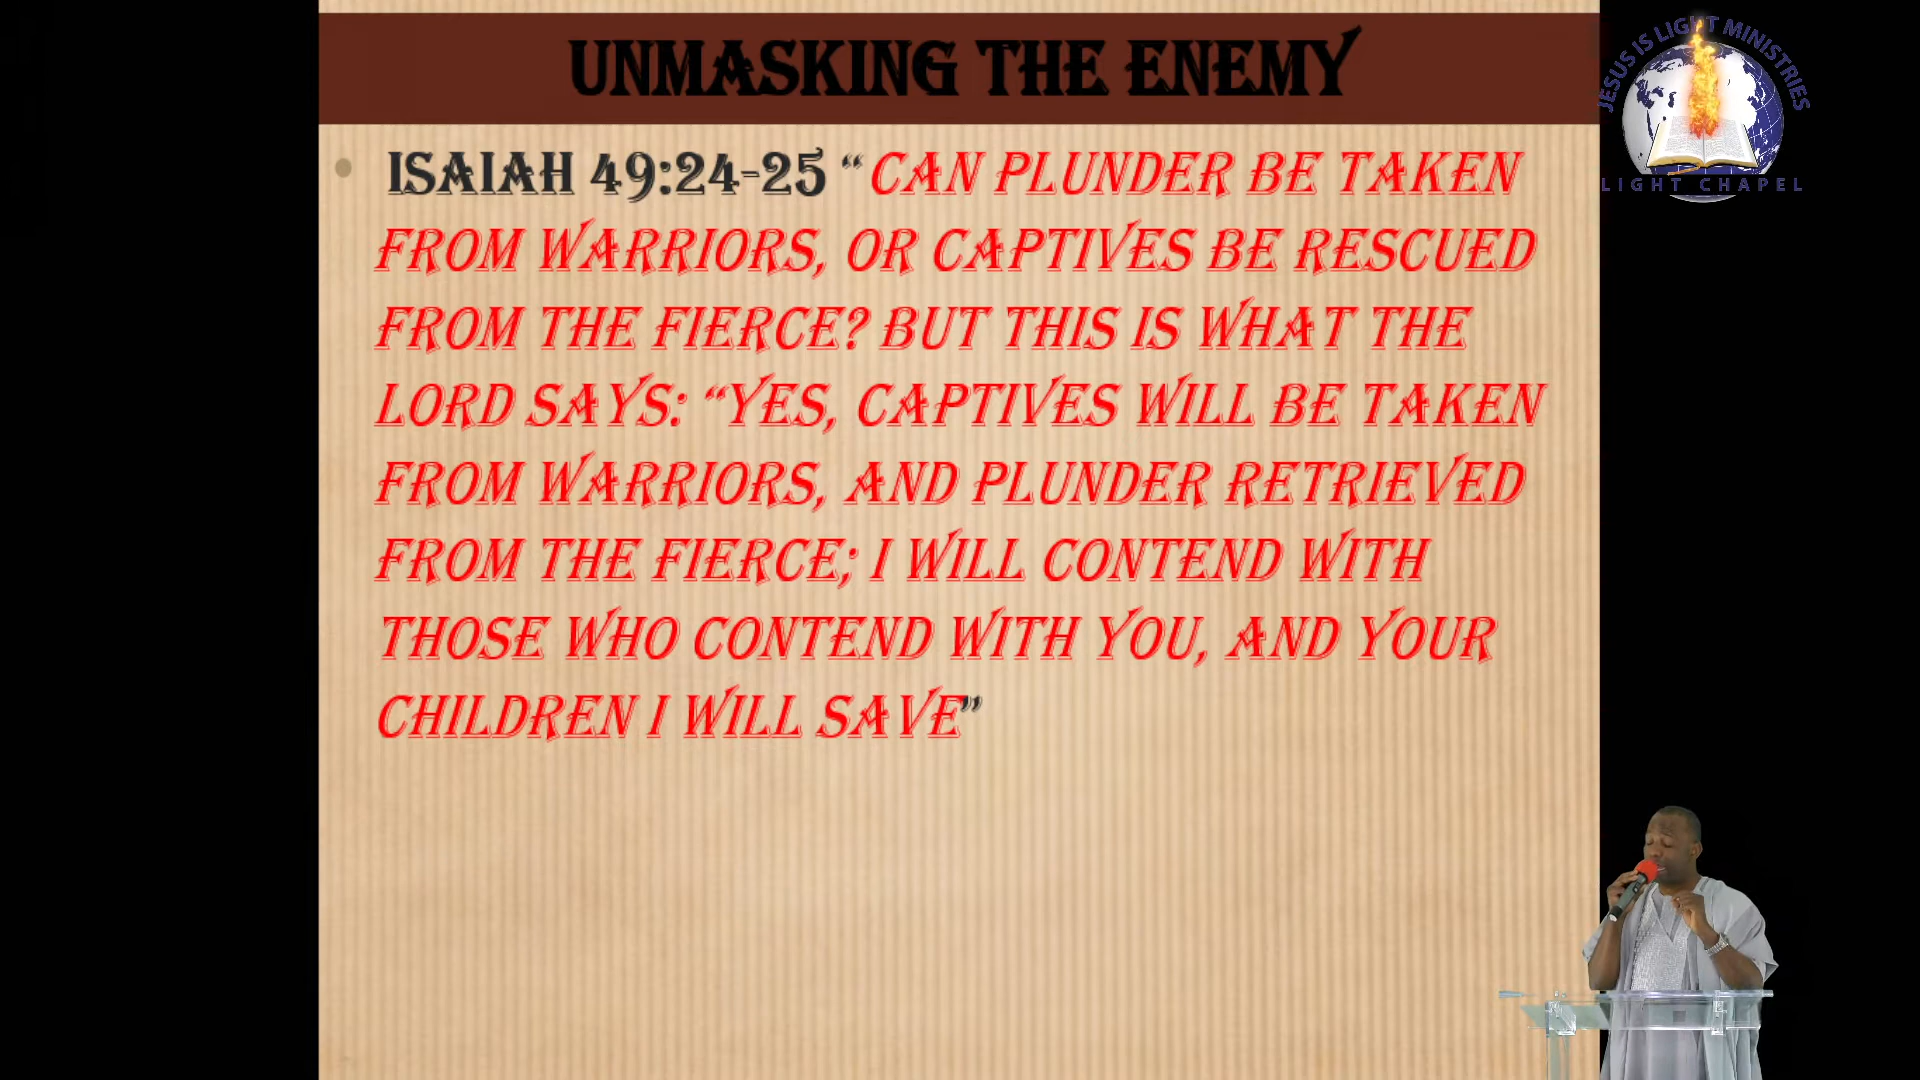 UNMASKING THE ENEMY
JESUS IS LIGHT MINISTRIES
LIGHT CHAPEL
• ISAIAH 49:24-25 “ CAN PLUNDER BE TAKEN
FROM WARRIORS, OR CAPTIVES BE RESCUED
FROM THE FIERCE? BUT THIS IS WHAT THE
LORD SAYS: “YES, CAPTIVES WILL BE TAKEN
FROM WARRIORS, AND PLUNDER RETRIEVED
FROM THE FIERCE; I WILL CONTEND WITH
THOSE WHO CONTEND WITH YOU, AND YOUR
CHILDREN I WILL SAVE”